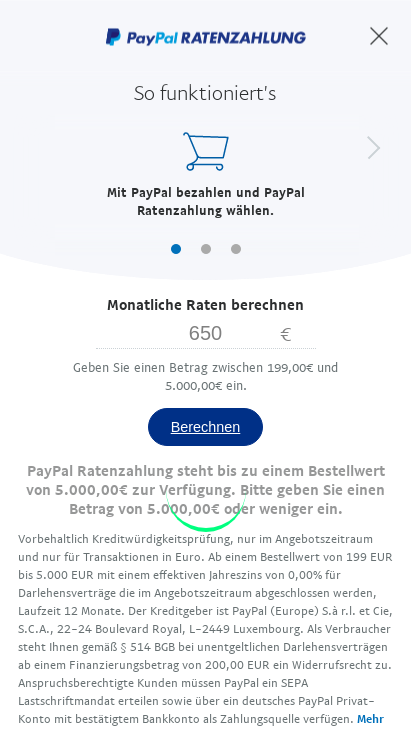 PayPal RATENZAHLUNG
So funktioniert's
Mit PayPal bezahlen und PayPal
Ratenzahlung wählen.
Monatliche Raten berechnen
650 €
Geben Sie einen Betrag zwischen 199,00€ und
5.000,00€ ein.
Berechnen
PayPal Ratenzahlung steht bis zu einem Bestellwert
von 5.000,00€ zur Verfügung. Bitte geben Sie einen
Betrag von 5.000,00€ oder weniger ein.
Vorbehaltlich Kreditwürdigkeitsprüfung, nur im Angebotszeitraum
und nur für Transaktionen in Euro. Ab einem Bestellwert von 199 EUR
bis 5.000 EUR mit einem effektiven Jahreszins von 0,00% für
Darlehensverträge die im Angebotszeitraum abgeschlossen werden,
Laufzeit 12 Monate. Der Kreditgeber ist PayPal (Europe) S.à r.l. et Cie,
S.C.A., 22-24 Boulevard Royal, L-2449 Luxembourg. Als Verbraucher
steht Ihnen gemäß § 514 BGB bei unentgeltlichen Darlehensverträgen
ab einem Finanzierungsbetrag von 200,00 EUR ein Widerrufsrecht zu.
Anspruchsberechtigte Kunden müssen PayPal ein SEPA
Lastschriftmandat erteilen sowie über ein deutsches PayPal Privat-
Konto mit bestätigtem Bankkonto als Zahlungsquelle verfügen. Mehr